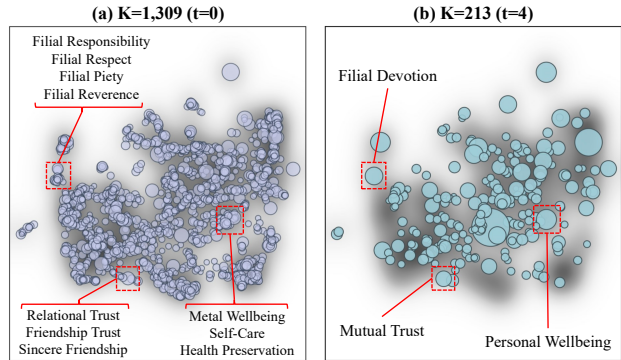 (a) K=1,309 (t=0)
Filial Responsibility
Filial Respect
Filial Piety
Filial Reverence
Relational Trust
Friendship Trust
Sincere Friendship
Metal Wellbeing
Self-Care
Health Preservation
(b) K=213 (t=4)
Filial Devotion
Mutual Trust
Personal Wellbeing